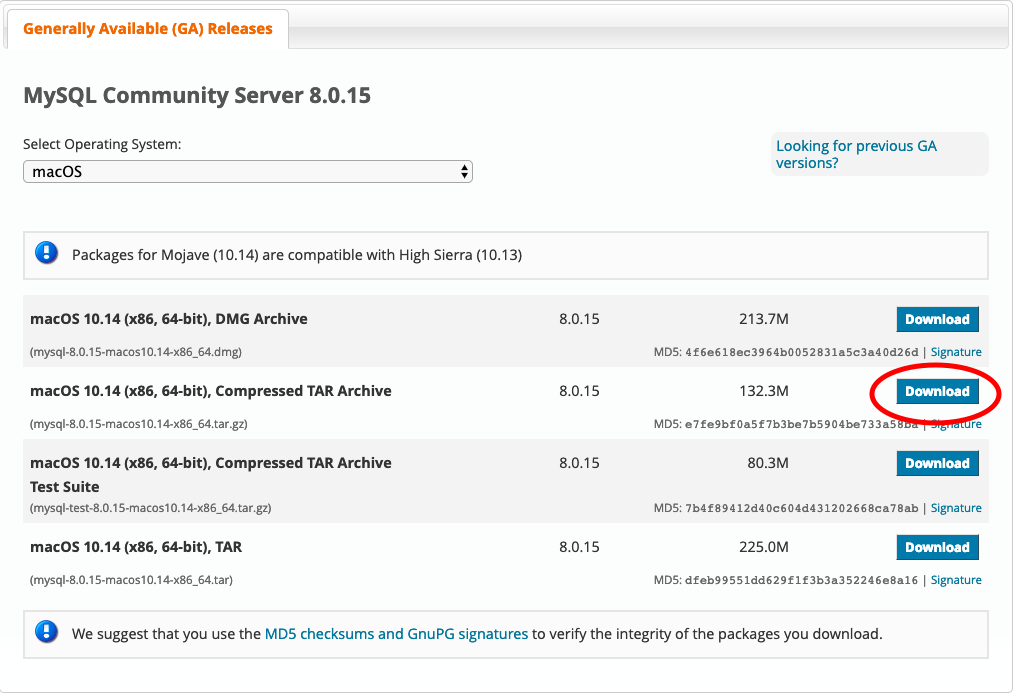 Generally Available (GA) Releases
MySQL Community Server 8.0.15
Select Operating System:
macOS
Looking for previous GA
versions?
Packages for Mojave (10.14) are compatible with High Sierra (10.13)
macOS 10.14 (x86, 64-bit), DMG Archive 8.0.15 213.7M Download
(mysql-8.0.15-macos10.14-x86_64.dmg) MD5: 4f6e618ec3964b0052831a5c3a40d26d | Signature
macOS 10.14 (x86, 64-bit), Compressed TAR Archive 8.0.15 132.3M Download
(mysql-8.0.15-macos10.14-x86_64.tar.gz) MD5: e7fe9bf0a5f7b3be7b5904be733a58ba | Signature
macOS 10.14 (x86, 64-bit), Compressed TAR Archive 8.0.15 80.3M Download
Test Suite
(mysql-test-8.0.15-macos10.14-x86_64.tar.gz) MD5: 7b4f89412d40c604d431202668ca78ab | Signature
macOS 10.14 (x86, 64-bit), TAR 8.0.15 225.0M Download
(mysql-8.0.15-macos10.14-x86_64.tar) MD5: dfeb99551dd629f1f3b3a352246e8a16 | Signature
We suggest that you use the MD5 checksums and GnuPG signatures to verify the integrity of the packages you download.